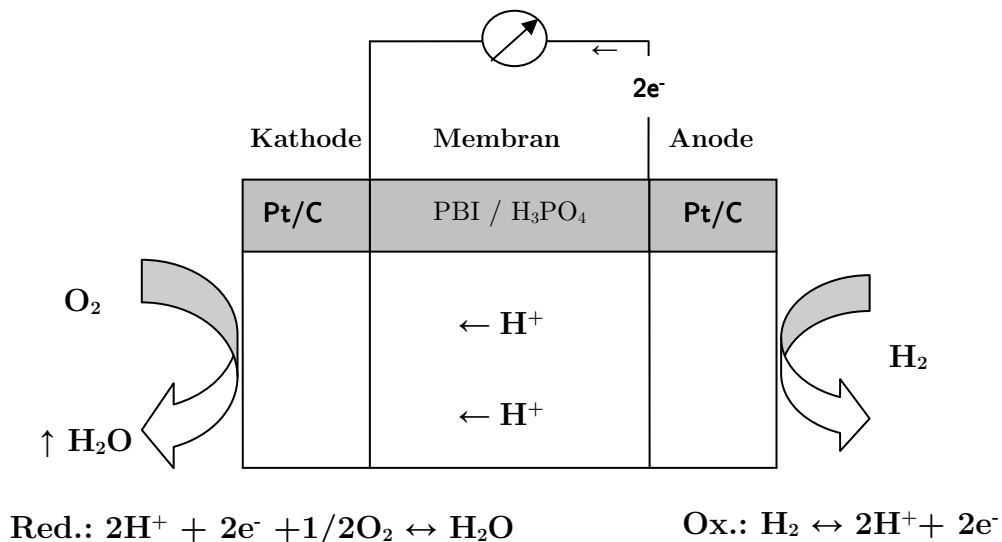 ←
2e⁻
Kathode Membran Anode
Pt/C PBI / H₃PO₄ Pt/C
O₂
← H⁺
H₂
← H⁺
↑ H₂O
Red.: 2H⁺ + 2e⁻ +1/2O₂ ↔ H₂O Ox.: H₂ ↔ 2H⁺+ 2e⁻